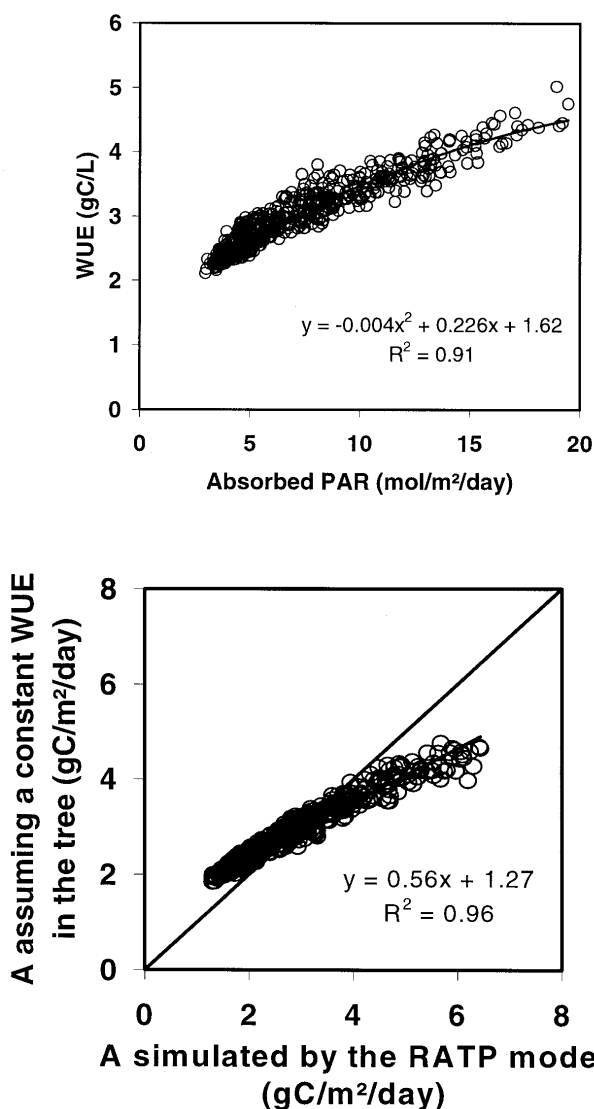 6
5
4
3
2
1
0
WUE (gC/L)
y = -0.004x² + 0.226x + 1.62
R² = 0.91
0 5 10 15 20
Absorbed PAR (mol/m²/day)
8
6
4
2
0
A assuming a constant WUE
in the tree (gC/m²/day)
y = 0.56x + 1.27
R² = 0.96
0 2 4 6 8
A simulated by the RATP mode
(gC/m²/day)